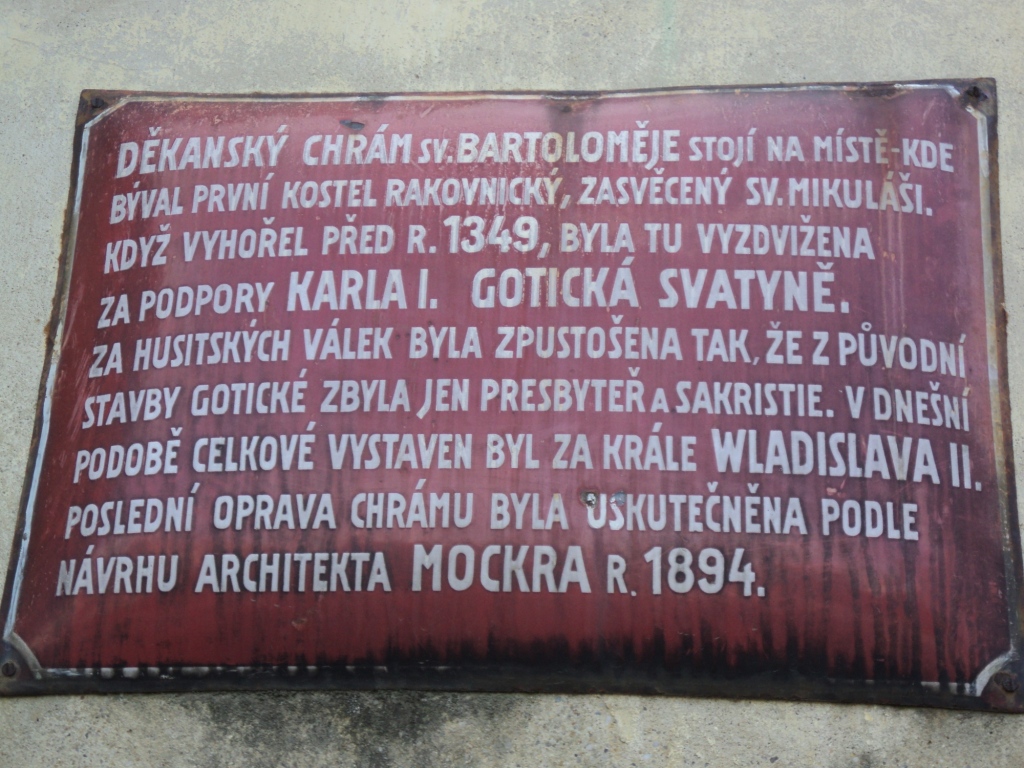 DĚKANSKÝ CHRÁM SV. BARTOLOMĚJE STOJÍ NA MÍSTĚ-KDE
BÝVAL PRVNÍ KOSTEL RAKOVNICKÝ, ZASVĚCENÝ SV. MIKULÁŠI.
KDYŽ VYHOŘEL PŘED R. 1349, BYLA TU VYZDVIŽENA
ZA PODPORY KARLA I. GOTICKÁ SVATYNĚ.
ZA HUSITSKÝCH VÁLEK BYLA ZPUSTOŠENA TAK, ŽE Z PŮVODNÍ
STAVBY GOTICKÉ ZBYLA JEN PRESBYTEŘ A SAKRISTIE. V DNEŠNÍ
PODOBĚ CELKOVÉ VYSTAVEN BYL ZA KRÁLE WLADISLAVA II.
POSLEDNÍ OPRAVA CHRÁMU BYLA USKUTEČNĚNA PODLE
NÁVRHU ARCHITEKTA MOCKRA R. 1894.